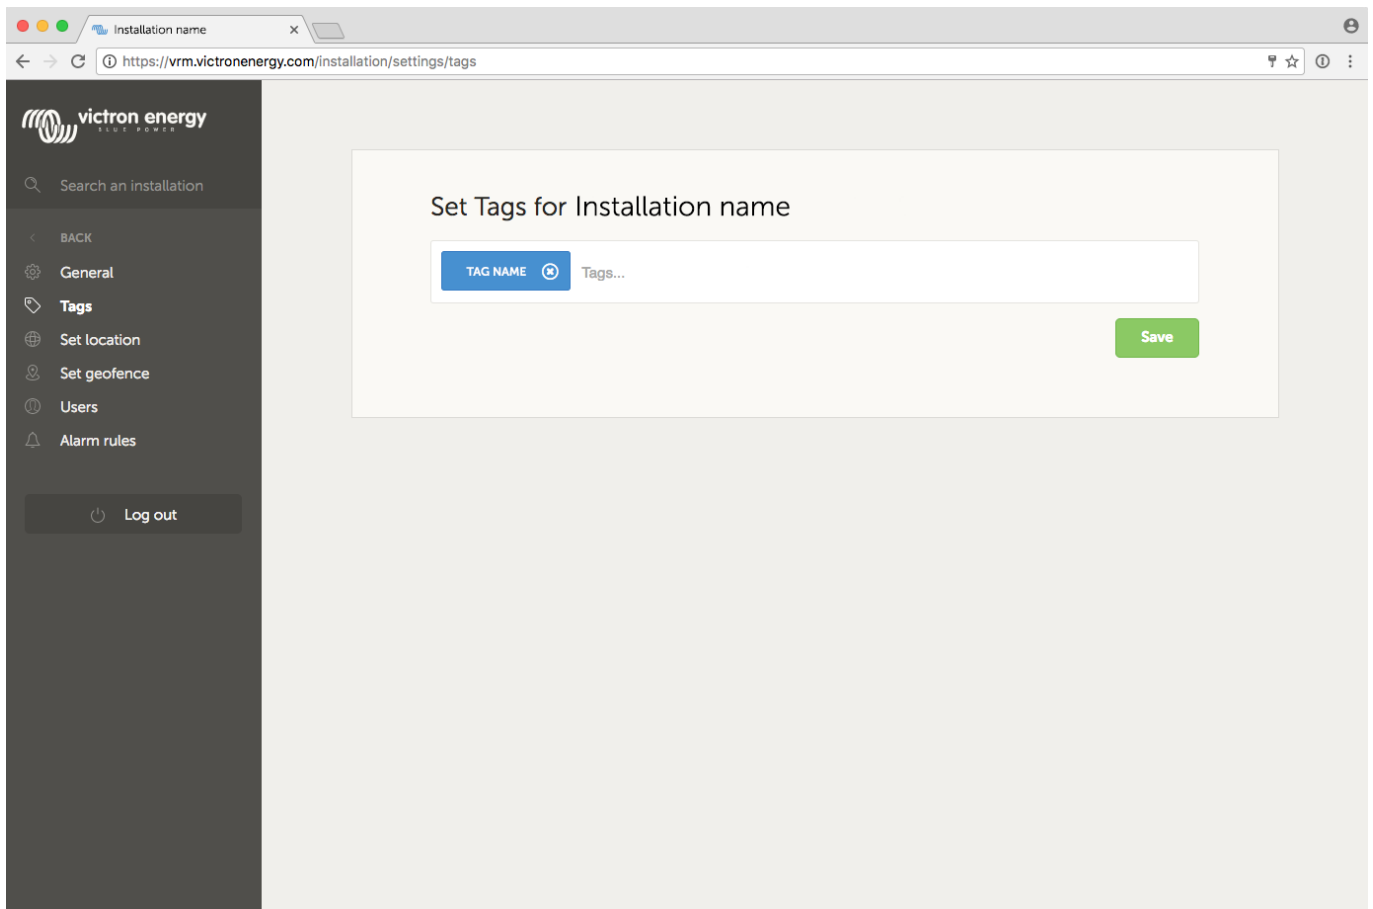 Installation name
https://vrm.victronenergy.com/installation/settings/tags
victron energy
BLUE POWER
Search an installation
BACK
General
Tags
Set location
Set geofence
Users
Alarm rules
Log out
Set Tags for Installation name
TAG NAME Tags...
Save